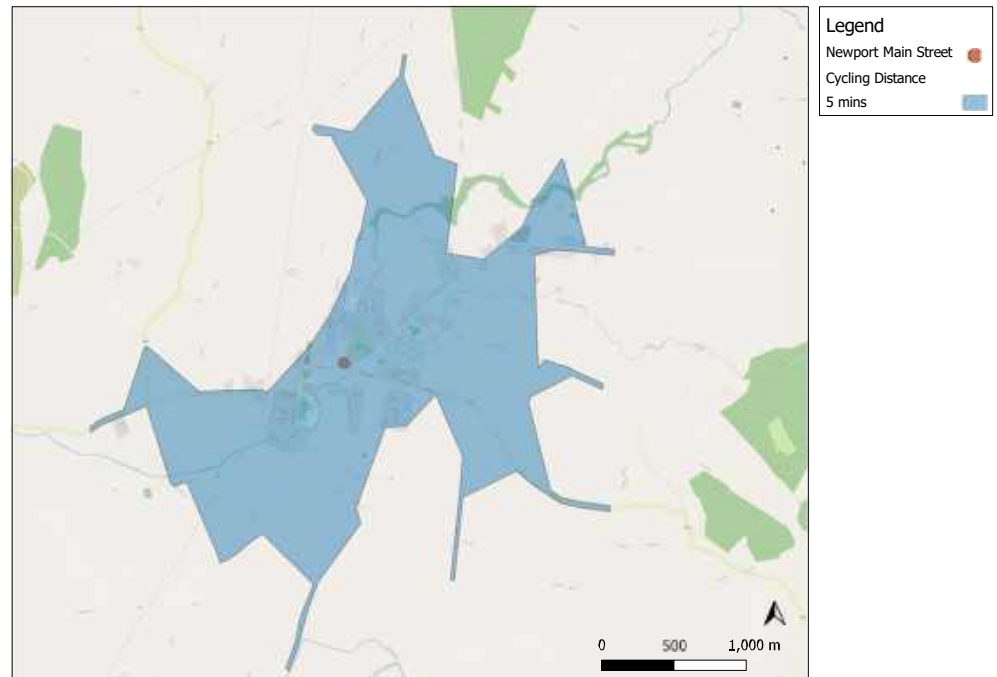 Legend
Newport Main Street
Cycling Distance
5 mins
0 500 1,000 m